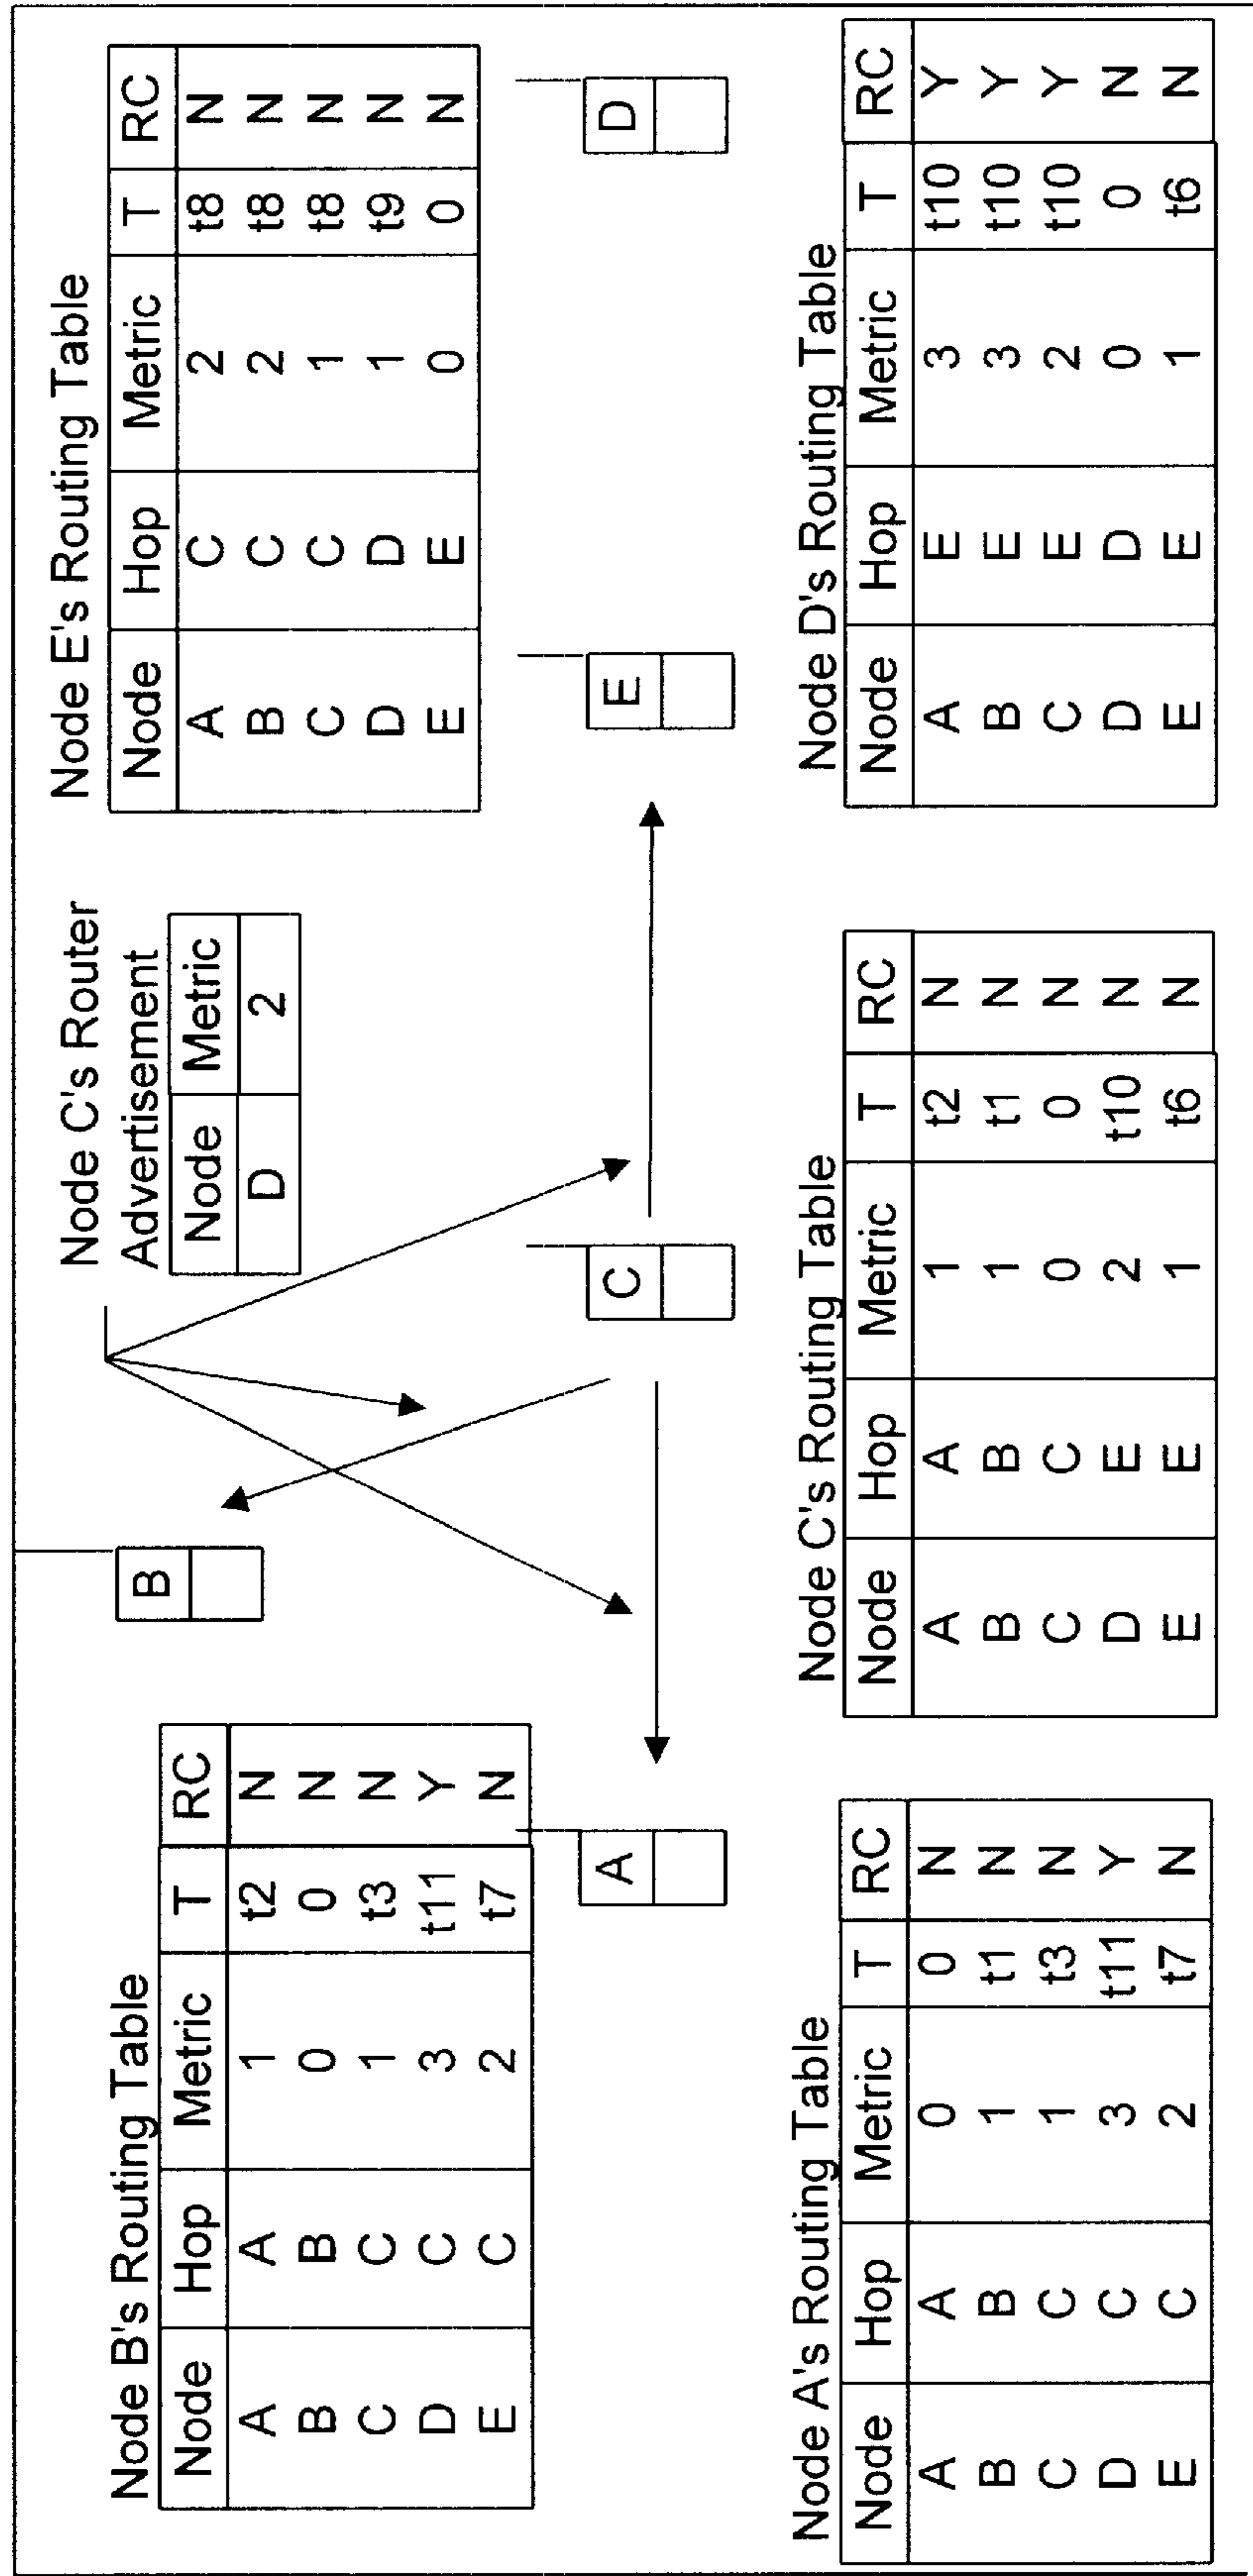 Node B's Routing Table
Node Hop Metric T RC
A A 1 t2 N
B B 0 0 N
C C 1 t3 N
D C 3 t11 Y
E C 2 t7 N
B
Node C's Router
Advertisement
Node Metric
D 2
Node E's Routing Table
Node Hop Metric T RC
A C 2 t8 N
B C 2 t8 N
C C 1 t8 N
D D 1 t9 N
E E 0 0 N
A
C
E
D
Node A's Routing Table
Node Hop Metric T RC
A A 0 0 N
B B 1 t1 N
C C 1 t3 N
D C 3 t11 Y
E C 2 t7 N
Node C's Routing Table
Node Hop Metric T RC
A A 1 t2 N
B B 1 t1 N
C C 0 0 N
D E 2 t10 N
E E 1 t6 N
Node D's Routing Table
Node Hop Metric T RC
A E 3 t10 Y
B E 3 t10 Y
C E 2 t10 Y
D D 0 0 N
E E 1 t6 N